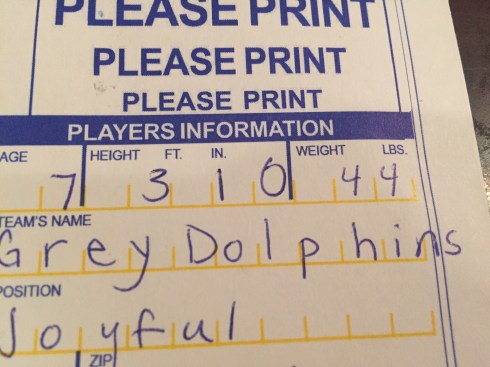 PLEASE PRINT
PLEASE PRINT
PLEASE PRINT
PLAYERS INFORMATION
AGE HEIGHT FT. IN. WEIGHT LBS.
7 3 10 44
TEAM'S NAME
Grey Dolphins
POSITION
Joyful
ZIP